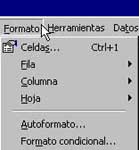 Formato Herramientas Datos
Celdas... Ctrl+1
Fila
Columna
Hoja
Autoformato...
Formato condicional...